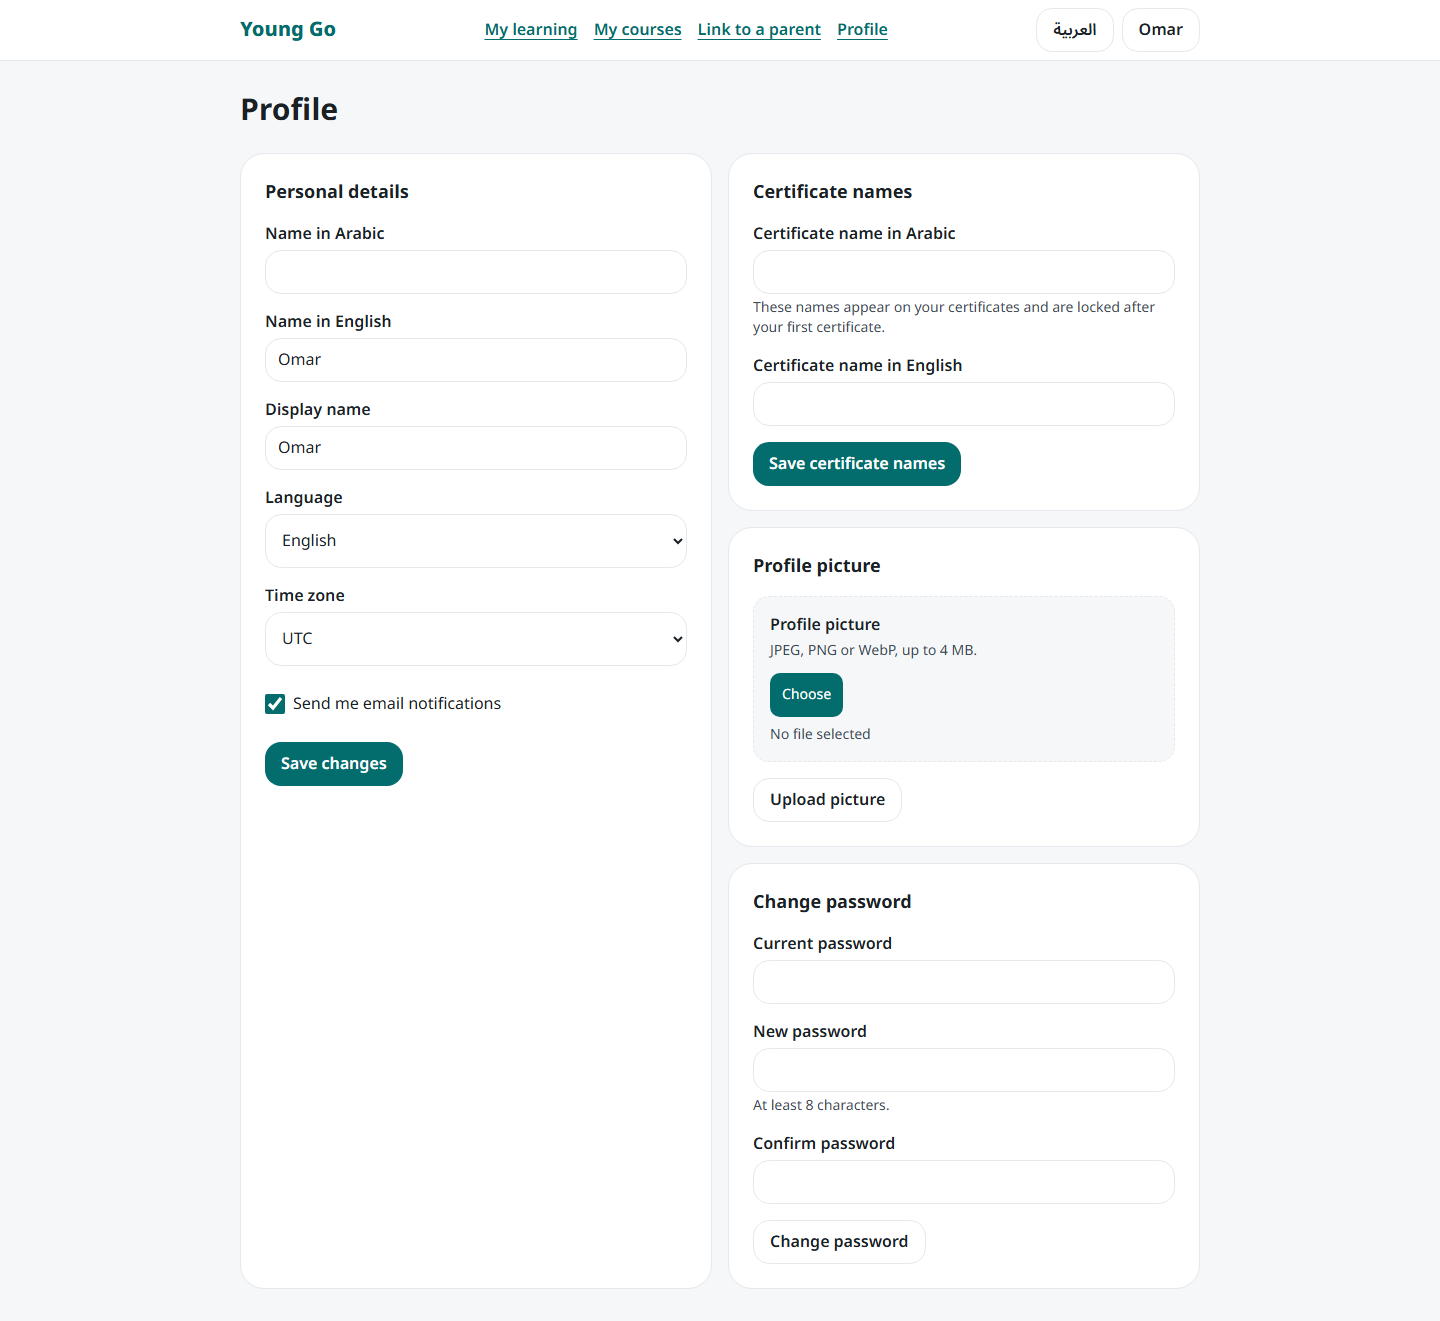 Young Go
My learning
My courses
Link to a parent
Profile
العربية
Omar
Profile
Personal details
Name in Arabic
Name in English
Omar
Display name
Omar
Language
English
Time zone
UTC
Send me email notifications
Save changes
Certificate names
Certificate name in Arabic
These names appear on your certificates and are locked after
your first certificate.
Certificate name in English
Save certificate names
Profile picture
Profile picture
JPEG, PNG or WebP, up to 4 MB.
Choose
No file selected
Upload picture
Change password
Current password
New password
At least 8 characters.
Confirm password
Change password